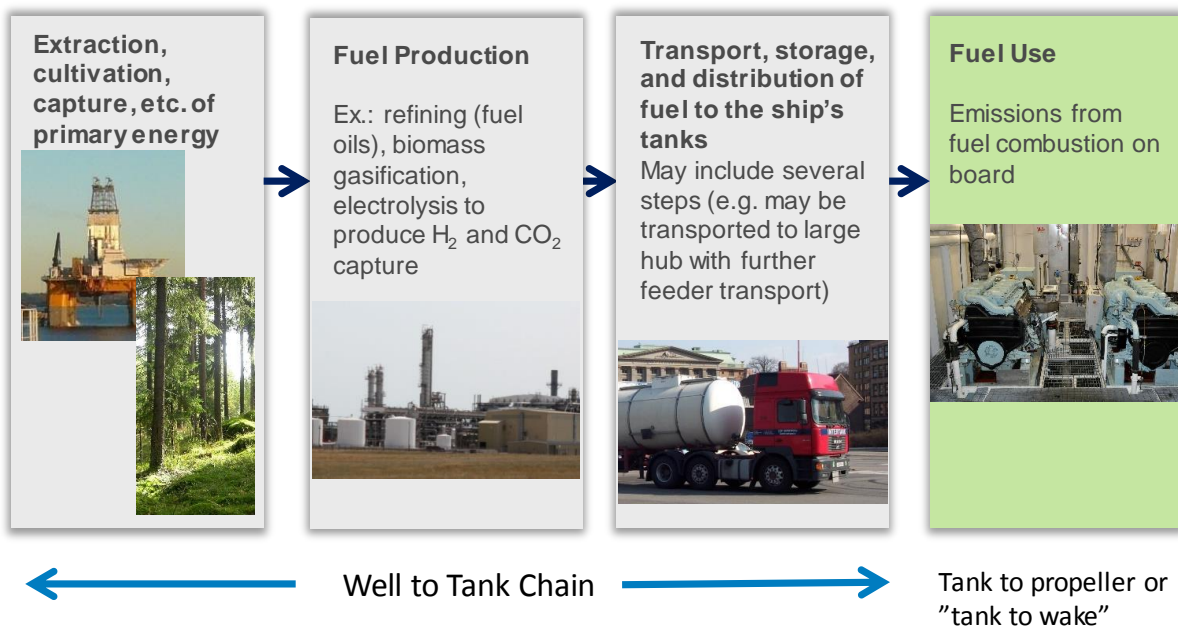 Extraction,
cultivation,
capture, etc. of
primary energy
Fuel Production
Ex.: refining (fuel
oils), biomass
gasification,
electrolysis to
produce H₂ and CO₂
capture
Transport, storage,
and distribution of
fuel to the ship's
tanks
May include several
steps (e.g. may be
transported to large
hub with further
feeder transport)
Fuel Use
Emissions from
fuel combustion on
board
Well to Tank Chain
Tank to propeller or
”tank to wake”